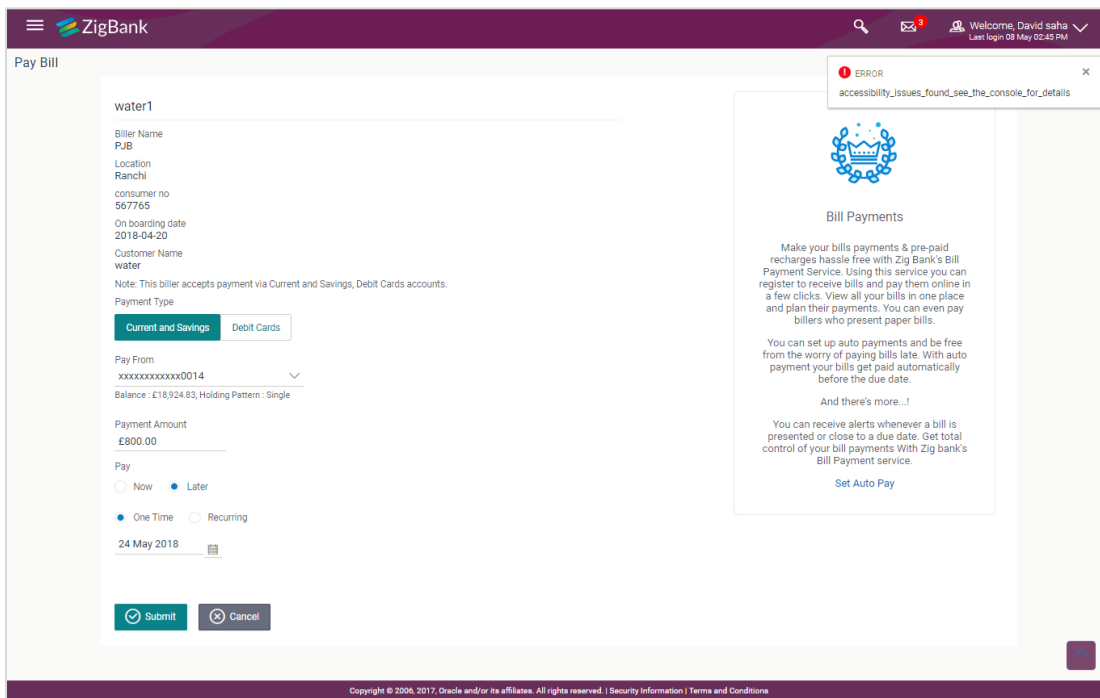 ZigBank
3
Welcome, David saha
Last login 08 May 02:45 PM
Pay Bill
ERROR
accessibility_issues_found_see_the_console_for_details
water1
Biller Name
PJB
Location
Ranchi
consumer no
567765
On boarding date
2018-04-20
Customer Name
water
Note: This biller accepts payment via Current and Savings, Debit Cards accounts.
Payment Type
Current and Savings
Debit Cards
Pay From
xxxxxxxxxxxx0014
Balance : £18,924.83, Holding Pattern : Single
Payment Amount
£800.00
Pay
Now
Later
One Time
Recurring
24 May 2018
Submit
Cancel
Bill Payments
Make your bills payments & pre-paid
recharges hassle free with Zig Bank's Bill
Payment Service. Using this service you can
register to receive bills and pay them online in
a few clicks. View all your bills in one place
and plan their payments. You can even pay
billers who present paper bills.
You can set up auto payments and be free
from the worry of paying bills late. With auto
payment your bills get paid automatically
before the due date.
And there's more...!
You can receive alerts whenever a bill is
presented or close to a due date. Get total
control of your bill payments With Zig bank's
Bill Payment service.
Set Auto Pay
Copyright © 2006, 2017, Oracle and/or its affiliates. All rights reserved. | Security Information | Terms and Conditions